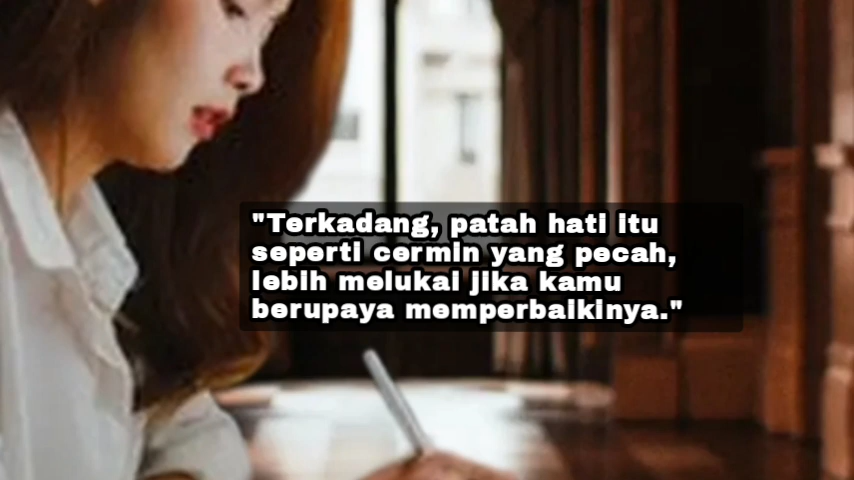 "Terkadang, patah hati itu
seperti cermin yang pecah,
lebih melukai jika kamu
berupaya memperbaikinya."